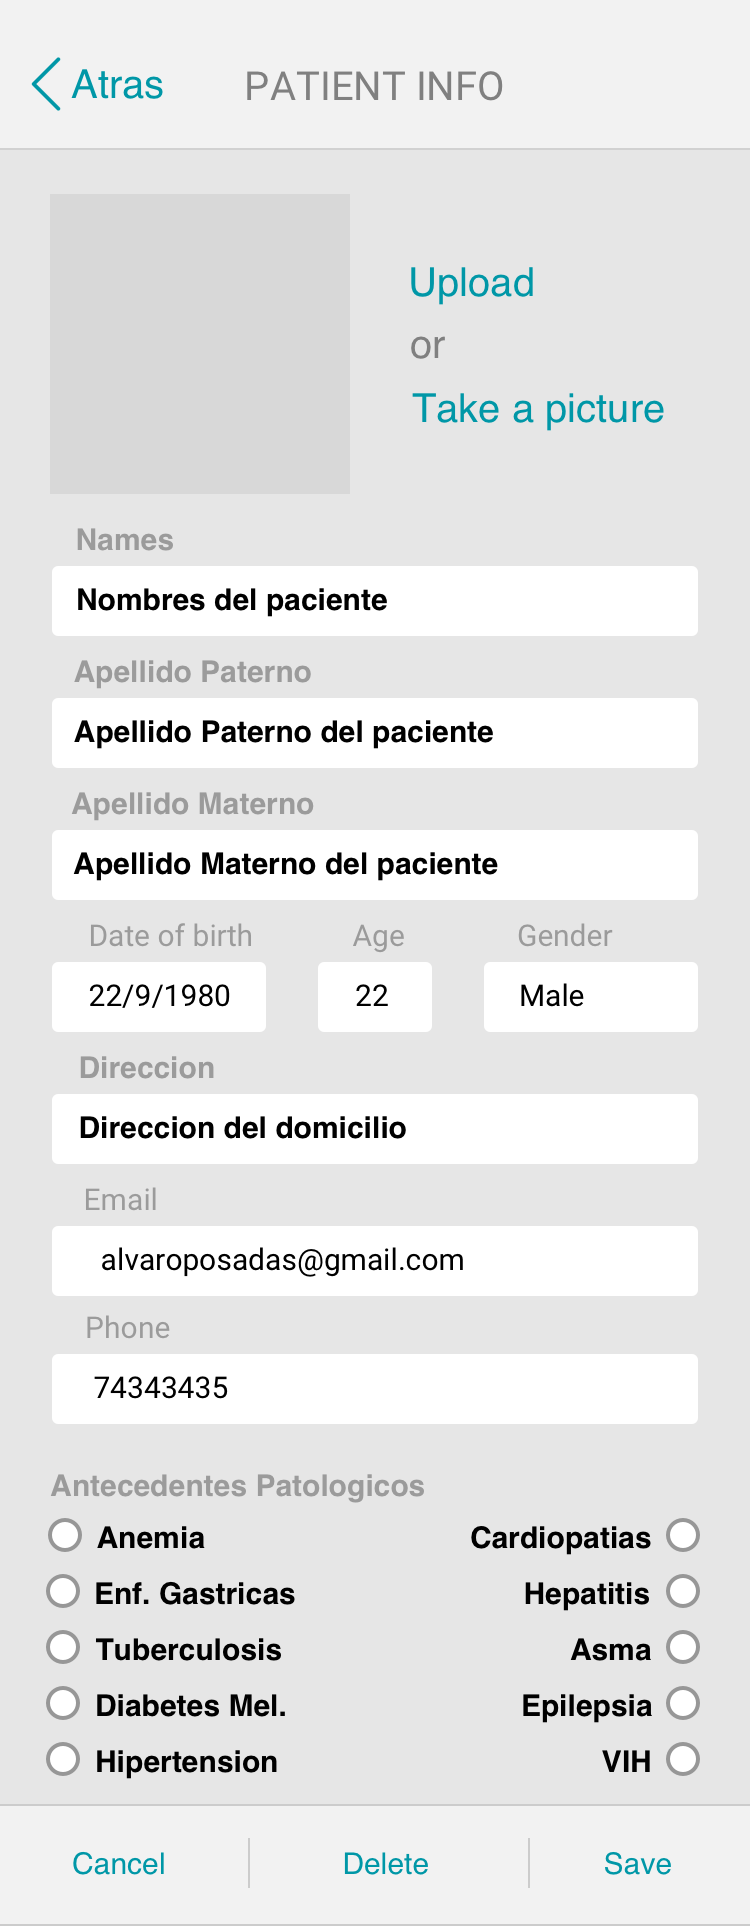 Atras PATIENT INFO
Upload
or
Take a picture
Names
Nombres del paciente
Apellido Paterno
Apellido Paterno del paciente
Apellido Materno
Apellido Materno del paciente
Date of birth Age Gender
22/9/1980 22 Male
Direccion
Direccion del domicilio
Email
alvaroposadas@gmail.com
Phone
74343435
Antecedentes Patologicos
Anemia Cardiopatias
Enf. Gastricas Hepatitis
Tuberculosis Asma
Diabetes Mel. Epilepsia
Hipertension VIH
Cancel Delete Save